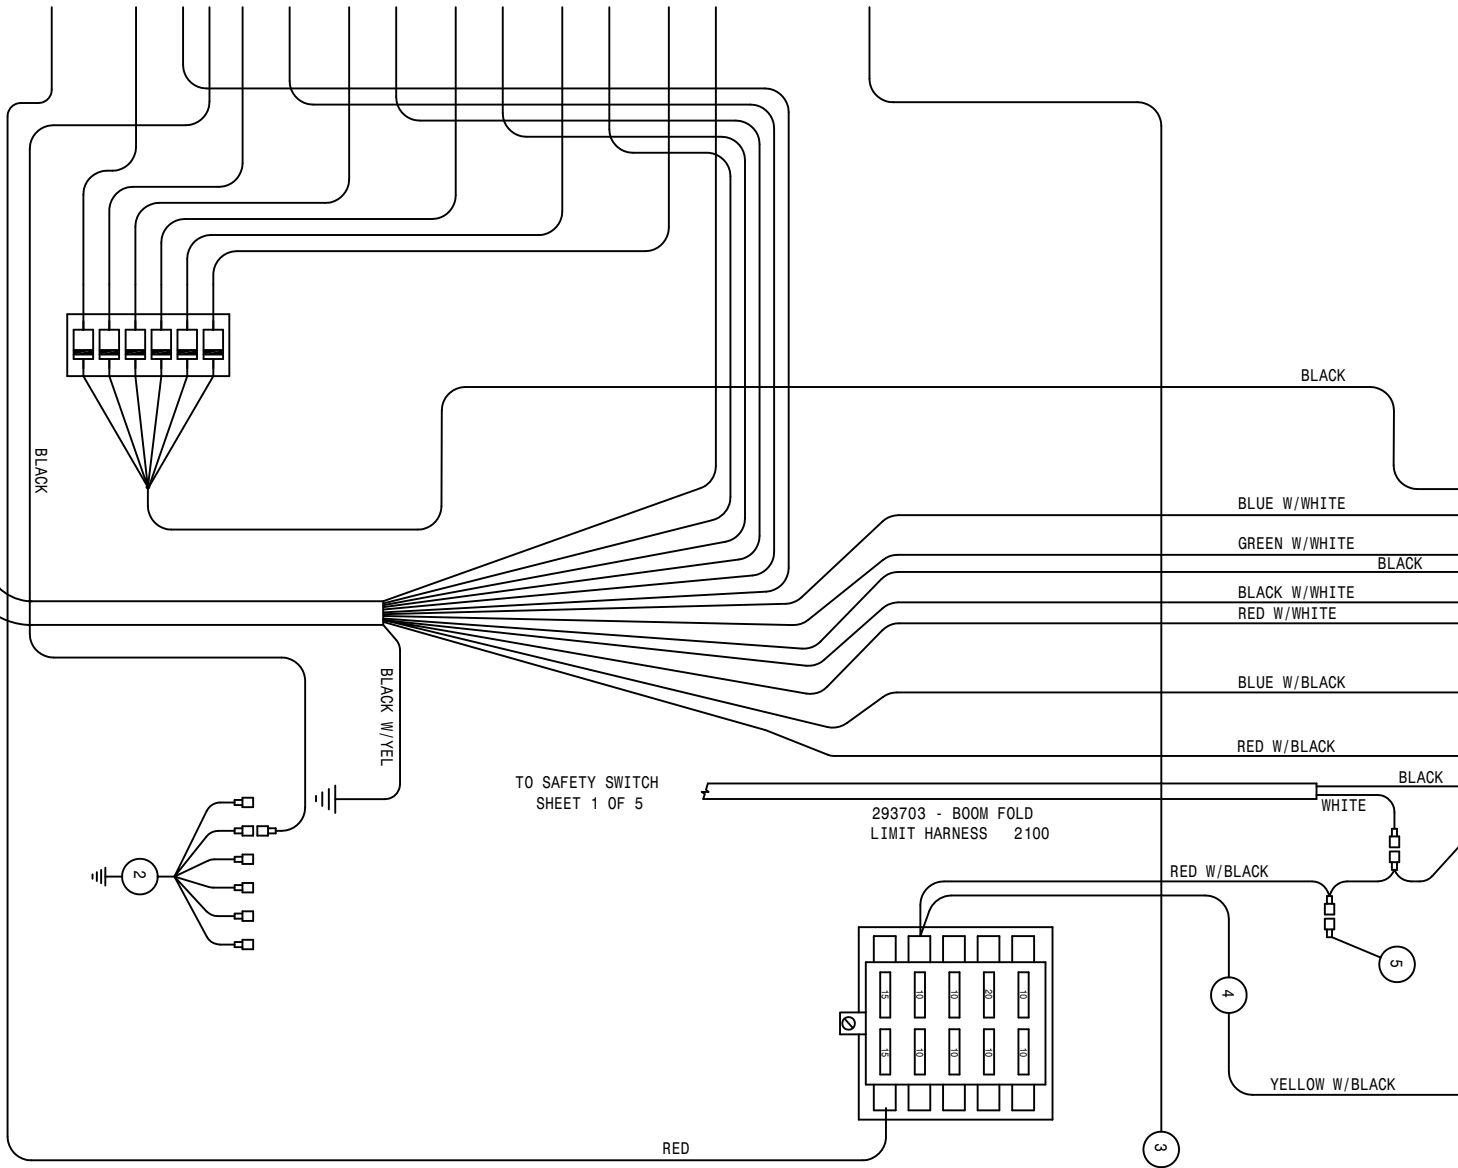 BLACK
BLACK
BLUE W/WHITE
GREEN W/WHITE
BLACK
BLACK W/WHITE
RED W/WHITE
BLUE W/BLACK
BLACK W/YEL
RED W/BLACK
TO SAFETY SWITCH
SHEET 1 OF 5
BLACK
WHITE
293703 - BOOM FOLD
LIMIT HARNESS 2100
RED W/BLACK
2
5
4
15 10 10 20 10
15 10 10 10 10
YELLOW W/BLACK
RED
3